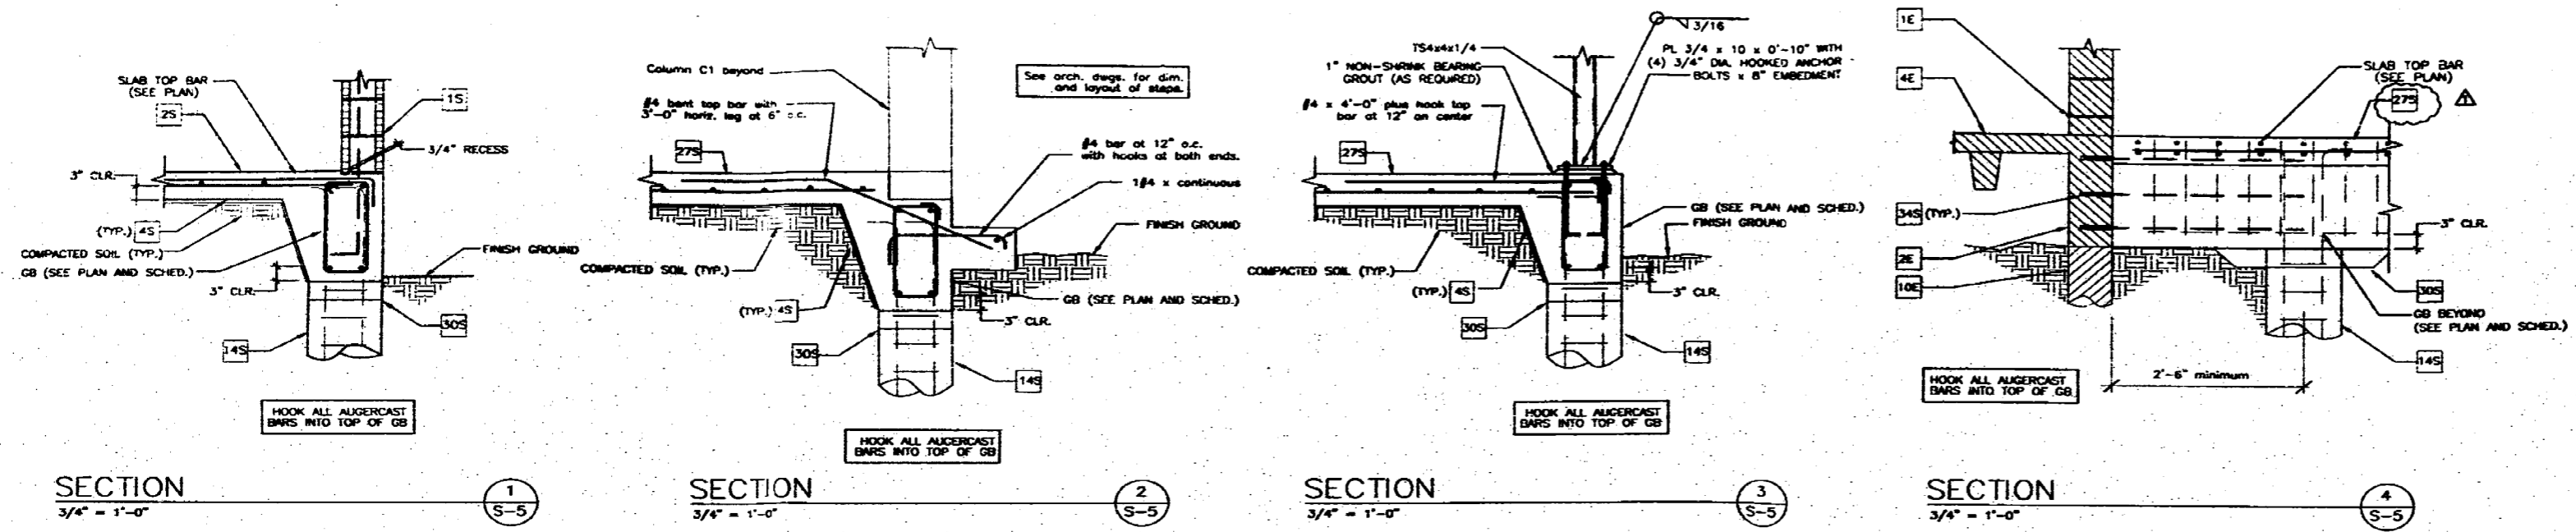 SLAB TOP BAR
(SEE PLAN)
2S
1S
3/4" RECESS
3" CLR.
(TYP.) 4S
COMPACTED SOIL (TYP.)
GB (SEE PLAN AND SCHED.)
FINISH GROUND
3" CLR.
30S
14S
HOOK ALL AUGERCAST
BARS INTO TOP OF GB
SECTION
3/4" = 1'-0"
1
S-5
Column C1 beyond
See arch. dwgs. for dim.
and layout of steps.
#4 bent top bar with
3'-0" horiz. leg at 6" o.c.
27S
#4 bar at 12" o.c.
with hooks at both ends.
1#4 x continuous
FINISH GROUND
COMPACTED SOIL (TYP.)
(TYP.) 4S
GB (SEE PLAN AND SCHED.)
3" CLR.
30S
14S
HOOK ALL AUGERCAST
BARS INTO TOP OF GB
SECTION
3/4" = 1'-0"
2
S-5
3/16
TS4x4x1/4
PL 3/4 x 10 x 0'-10" WITH
(4) 3/4" DIA. HOOKED ANCHOR
BOLTS x 8" EMBEDMENT
1" NON-SHRINK BEARING
GROUT (AS REQUIRED)
#4 x 4'-0" plus hook top
bar at 12" on center
27S
GB (SEE PLAN AND SCHED.)
FINISH GROUND
COMPACTED SOIL (TYP.)
(TYP.) 4S
3" CLR.
30S
14S
HOOK ALL AUGERCAST
BARS INTO TOP OF GB
SECTION
3/4" = 1'-0"
3
S-5
1E
4E
SLAB TOP BAR
(SEE PLAN)
27S
34S (TYP.)
3" CLR.
2E
10E
30S
GB BEYOND
(SEE PLAN AND SCHED.)
14S
2'-6" minimum
HOOK ALL AUGERCAST
BARS INTO TOP OF GB
SECTION
3/4" = 1'-0"
4
S-5